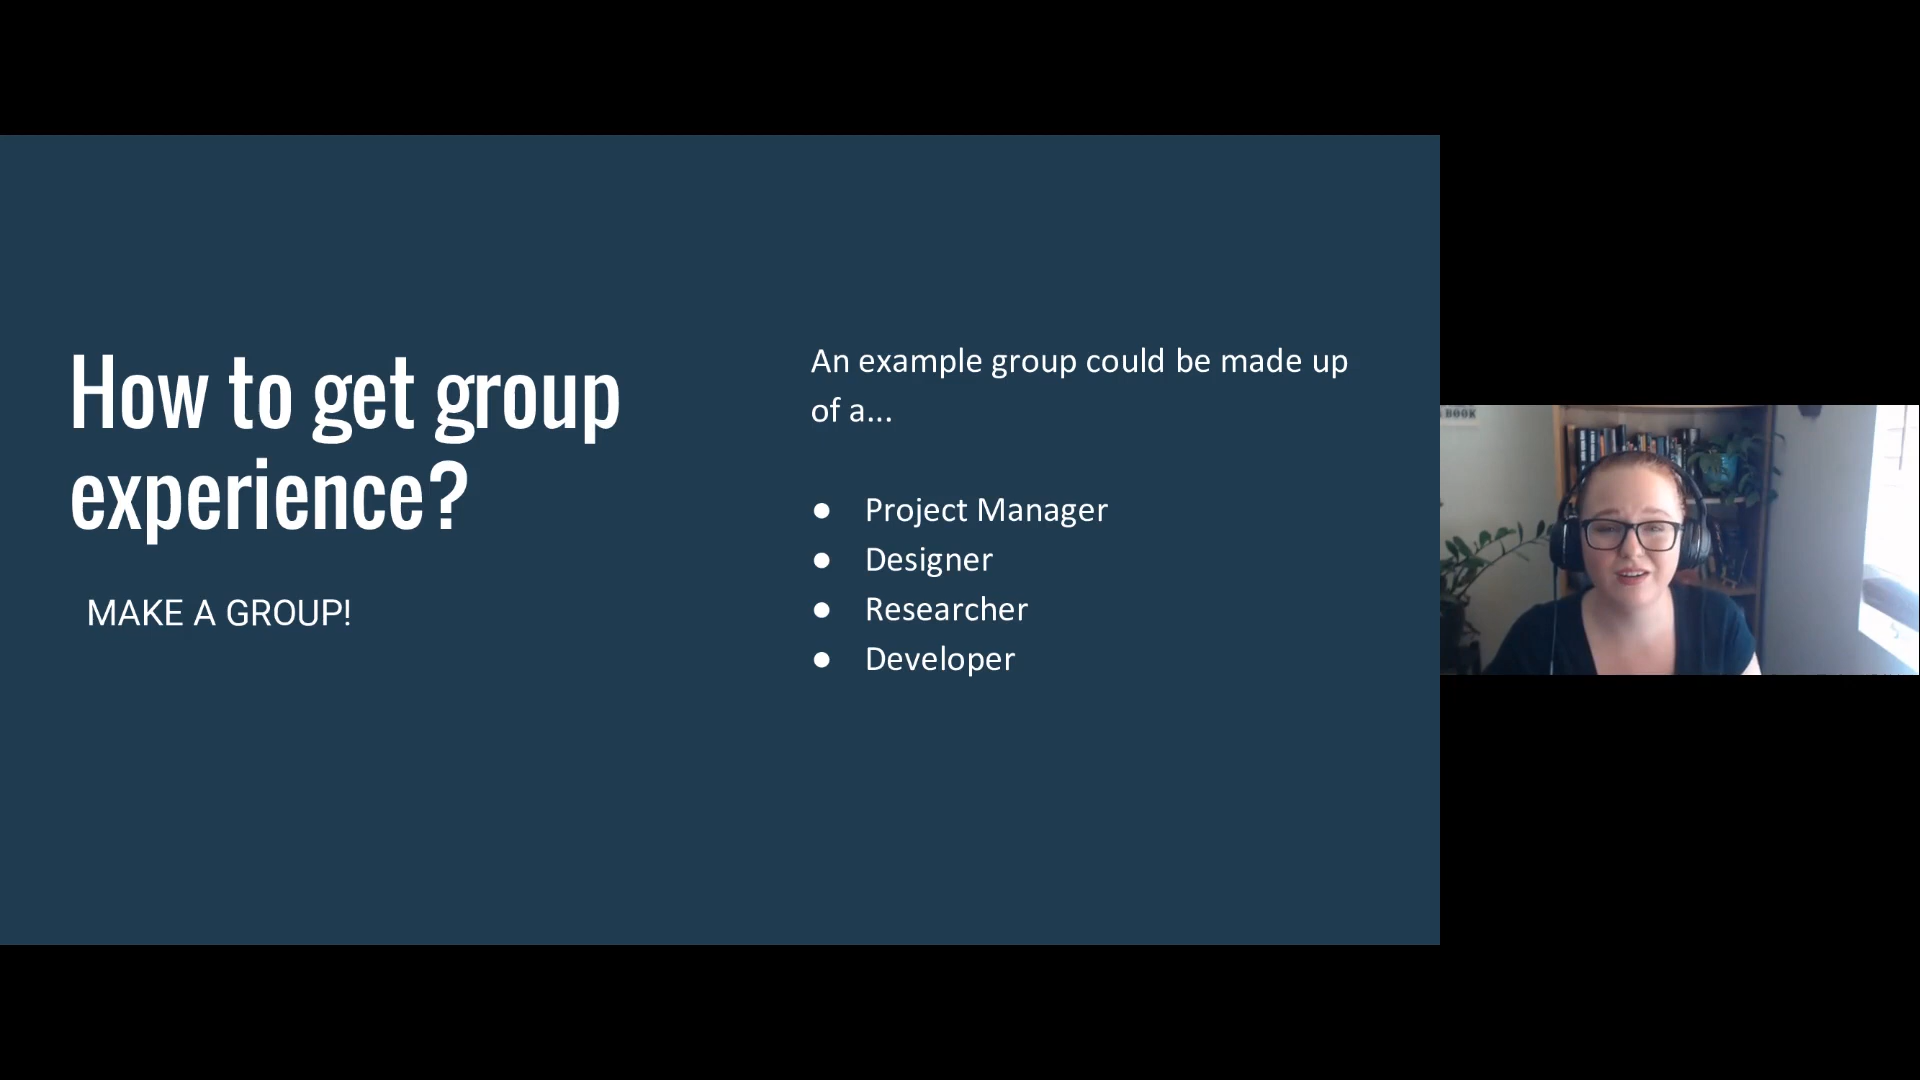 How to get group
experience?
MAKE A GROUP!
An example group could be made up
of a...
● Project Manager
● Designer
● Researcher
● Developer
BOOK